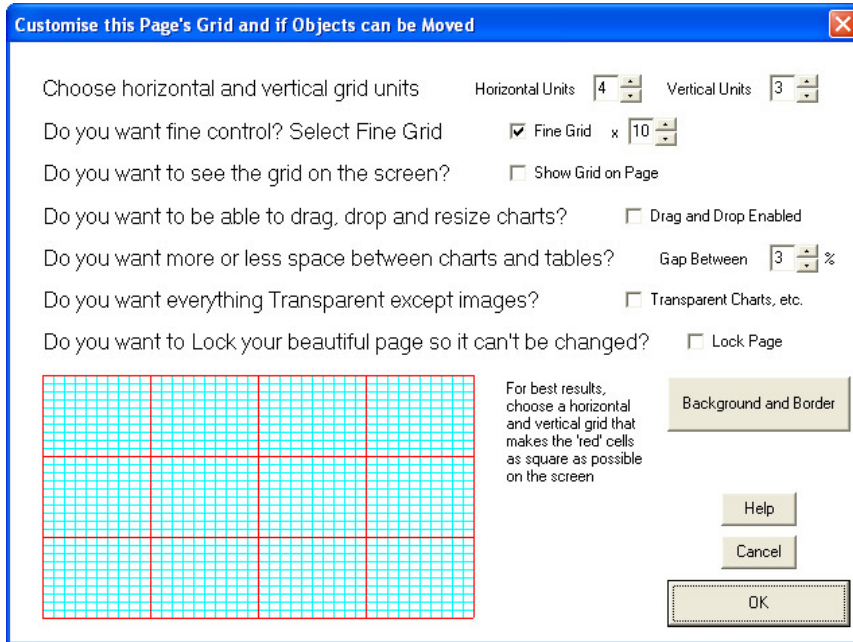 Customise this Page's Grid and if Objects can be Moved
Choose horizontal and vertical grid units Horizontal Units 4 Vertical Units 3
Do you want fine control? Select Fine Grid Fine Grid x 10
Do you want to see the grid on the screen? Show Grid on Page
Do you want to be able to drag, drop and resize charts? Drag and Drop Enabled
Do you want more or less space between charts and tables? Gap Between 3 %
Do you want everything Transparent except images? Transparent Charts, etc.
Do you want to Lock your beautiful page so it can't be changed? Lock Page
For best results,
choose a horizontal
and vertical grid that
makes the 'red' cells
as square as possible
on the screen
Background and Border
Help
Cancel
OK